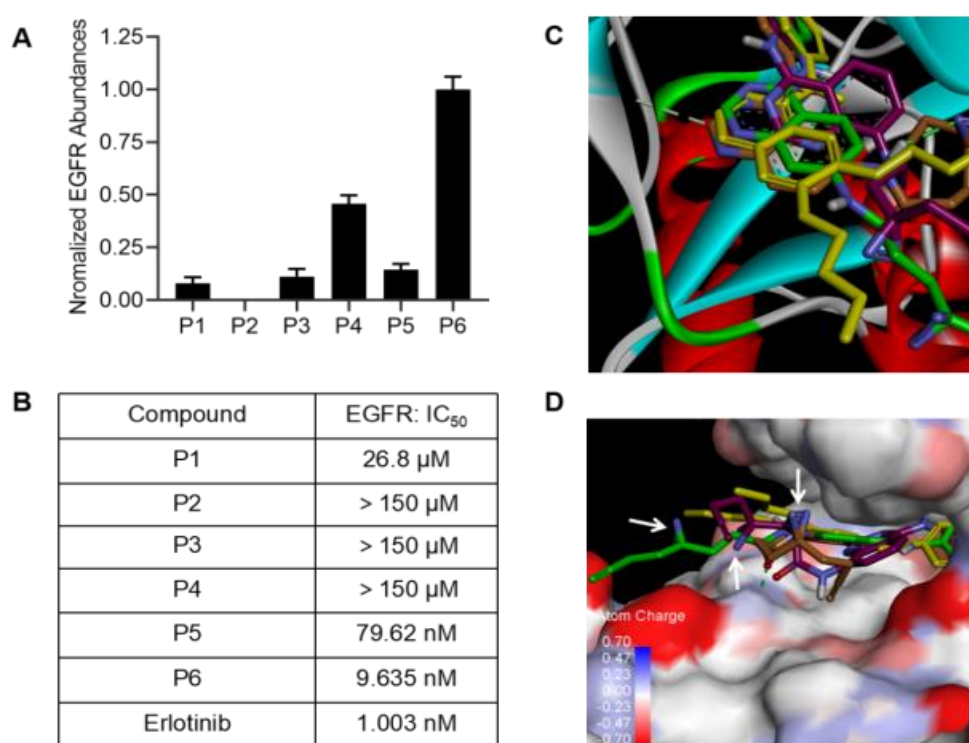 A
Nromalized EGFR Abundances
1.25
1.00
0.75
0.50
0.25
0.00
P1 P2 P3 P4 P5 P6
B
Compound EGFR: IC50
P1 26.8 µM
P2 > 150 µM
P3 > 150 µM
P4 > 150 µM
P5 79.62 nM
P6 9.635 nM
Erlotinib 1.003 nM
C
D
tom Charge
0.70
0.47
0.23
0.00
-0.23
-0.47
0.70